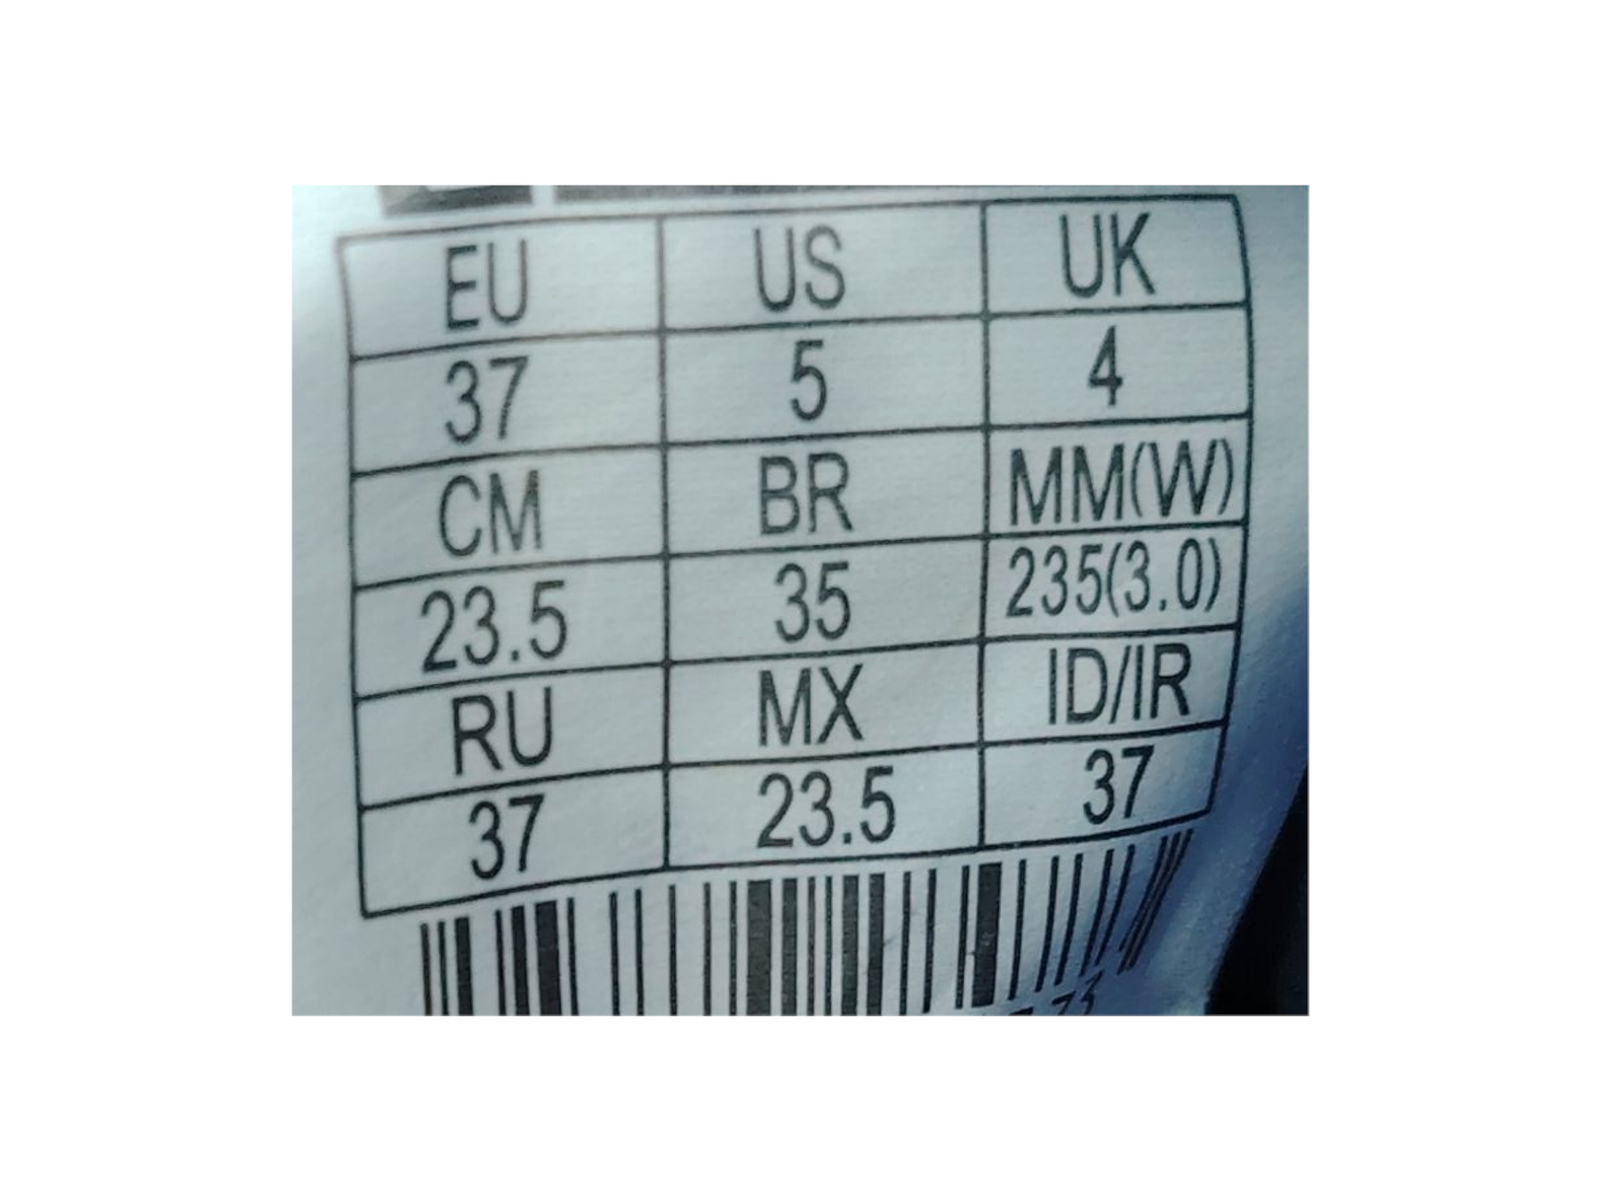 EU US UK
37 5 4
CM BR MM(W)
23.5 35 235(3.0)
RU MX ID/IR
37 23.5 37